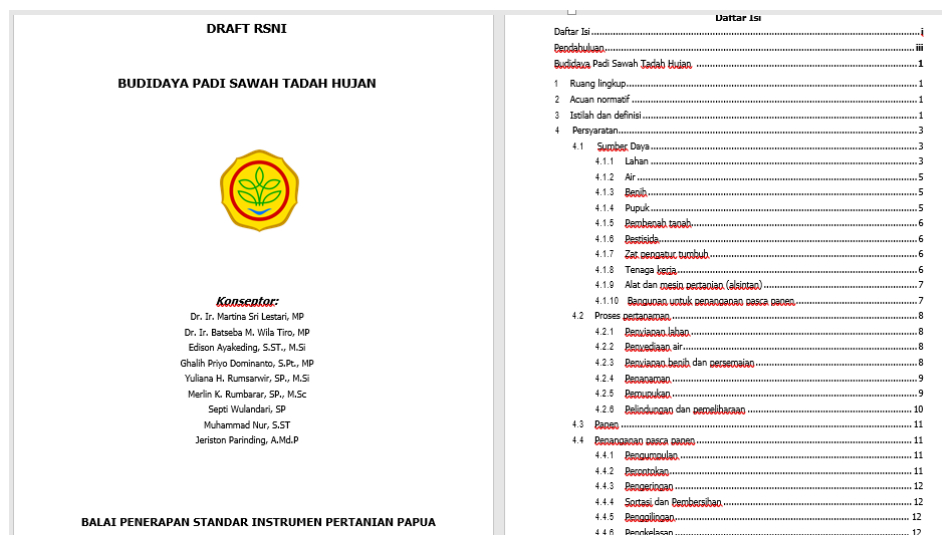 DRAFT RSNI
BUDIDAYA PADI SAWAH TADAH HUJAN
Konseptor:
Dr. Ir. Martina Sri Lestari, MP
Dr. Ir. Batseba M. Wila Tiro, MP
Edison Ayakeding, S.ST., M.Si
Ghalih Priyo Dominanto, S.Pt., MP
Yuliana H. Rumsarwir, SP., M.Si
Merlin K. Rumbarar, SP., M.Sc
Septi Wulandari, SP
Muhammad Nur, S.ST
Jeriston Parinding, A.Md.P
BALAI PENERAPAN STANDAR INSTRUMEN PERTANIAN PAPUA
Daftar Isi
Daftar Isi i
Pendahuluan iii
Budidaya Padi Sawah Tadah Hujan 1
1 Ruang lingkup 1
2 Acuan normatif 1
3 Istilah dan definisi 1
4 Persyaratan 3
4.1 Sumber Daya 3
4.1.1 Lahan 3
4.1.2 Air 5
4.1.3 Benih 5
4.1.4 Pupuk 5
4.1.5 Pembenah tanah 6
4.1.6 Pestisida 6
4.1.7 Zat pengatur tumbuh 6
4.1.8 Tenaga kerja 6
4.1.9 Alat dan mesin pertanian (alsintan) 7
4.1.10 Bangunan untuk penanganan pasca panen 7
4.2 Proses pertanaman 8
4.2.1 Penyiapan lahan 8
4.2.2 Penyediaan air 8
4.2.3 Penyiapan benih dan persemaian 8
4.2.4 Penanaman 9
4.2.5 Pemupukan 9
4.2.6 Pelindungan dan pemeliharaan 10
4.3 Panen 11
4.4 Penanganan pasca panen 11
4.4.1 Pengumpulan 11
4.4.2 Perontokan 11
4.4.3 Pengeringan 12
4.4.4 Sortasi dan Pembersihan 12
4.4.5 Penggilingan 12
4.4.6 Pengkelasan 12